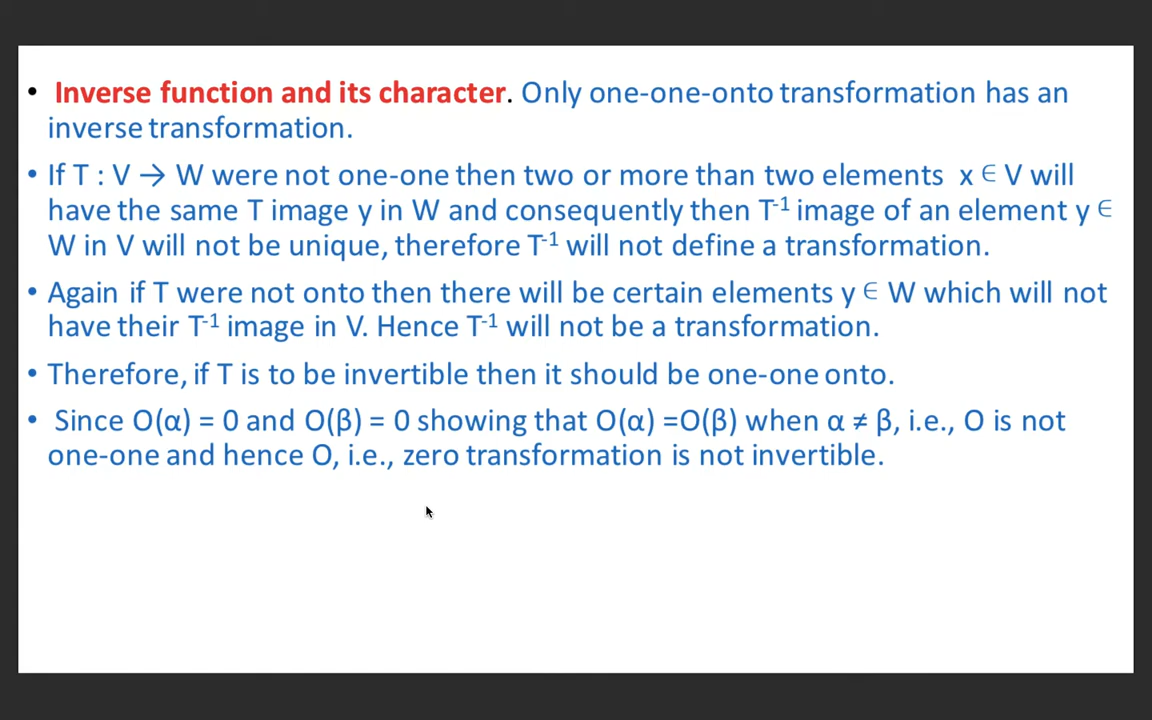 • Inverse function and its character. Only one-one-onto transformation has an
inverse transformation.
• If T : V → W were not one-one then two or more than two elements x ∈ V will
have the same T image y in W and consequently then T⁻¹ image of an element y ∈
W in V will not be unique, therefore T⁻¹ will not define a transformation.
• Again if T were not onto then there will be certain elements y ∈ W which will not
have their T⁻¹ image in V. Hence T⁻¹ will not be a transformation.
• Therefore, if T is to be invertible then it should be one-one onto.
• Since O(α) = 0 and O(β) = 0 showing that O(α) =O(β) when α ≠ β, i.e., O is not
one-one and hence O, i.e., zero transformation is not invertible.